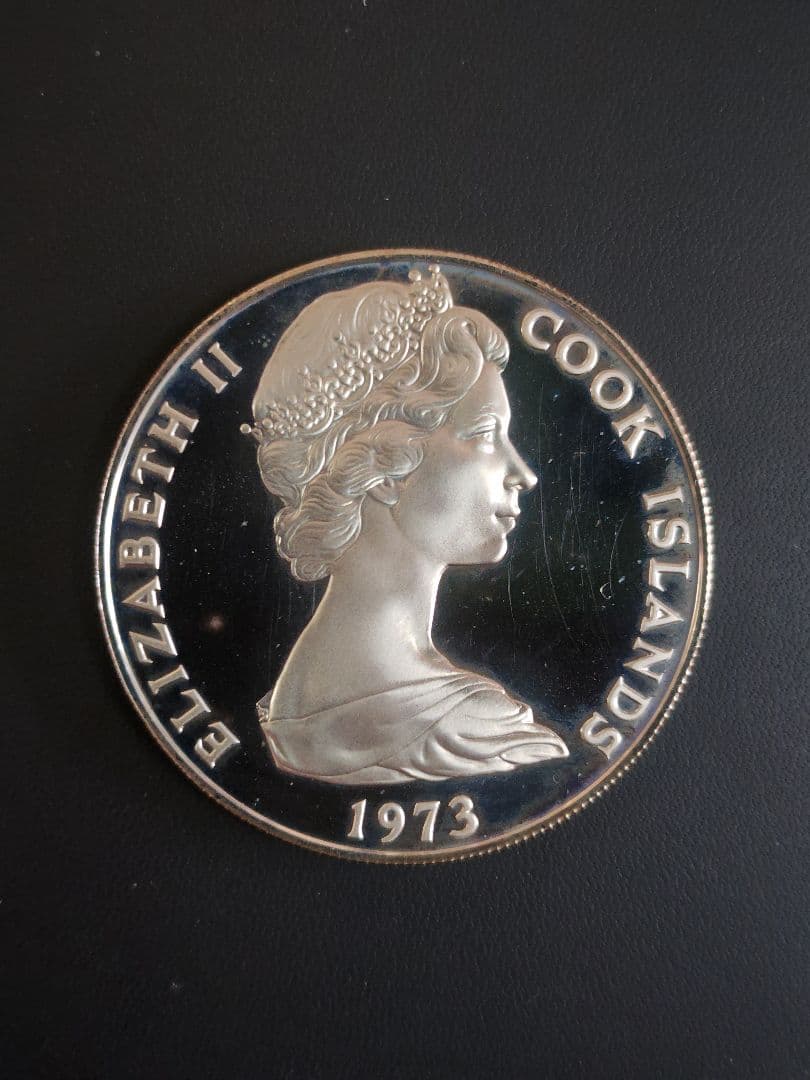 ELIZABETH II
COOK ISLANDS
1973